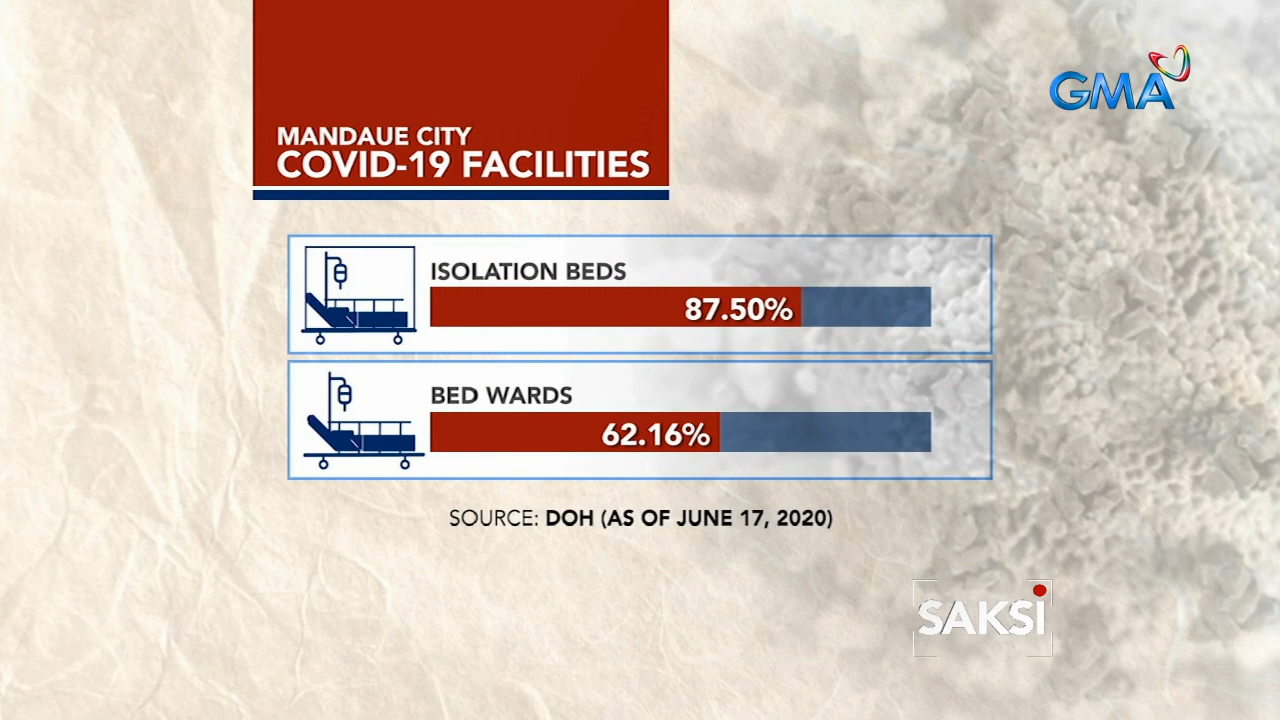 GMA
MANDAUE CITY
COVID-19 FACILITIES
ISOLATION BEDS
87.50%
BED WARDS
62.16%
SOURCE: DOH (AS OF JUNE 17, 2020)
SAKSI